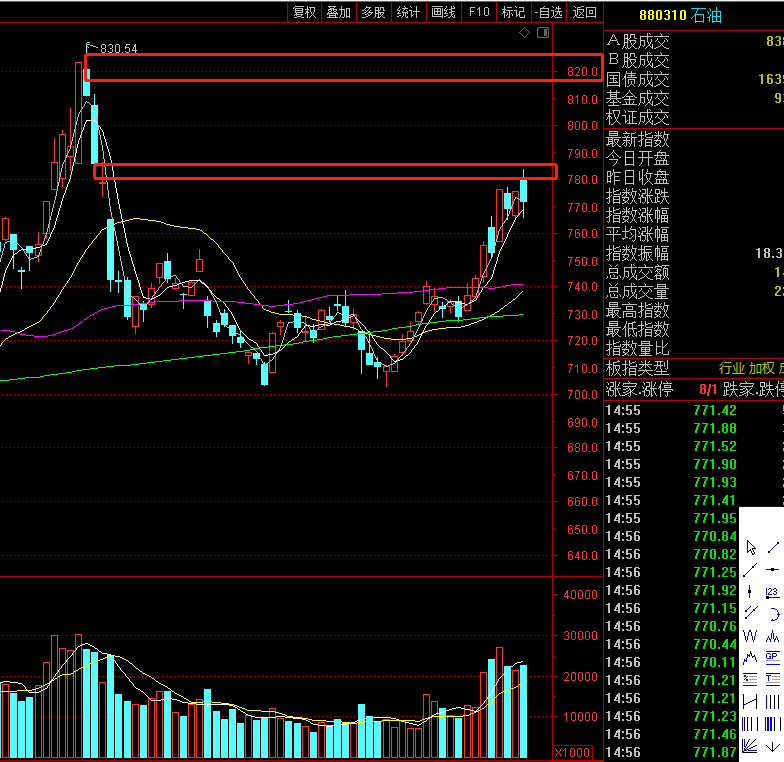 复权 叠加 多股 统计 画线 F10 标记 -自选 返回
880310 石油
830.54
820.0
810.0
800.0
790.0
780.0
770.0
760.0
750.0
740.0
730.0
720.0
710.0
700.0
690.0
680.0
670.0
660.0
650.0
640.0
40000
30000
20000
10000
X1000
A股成交 83
B股成交
国债成交 163
基金成交 9
权证成交
最新指数
今日开盘
昨日收盘
指数涨跌
指数涨幅
平均涨幅
指数振幅 18.3
总成交额 1
总成交量 2
最高指数
最低指数
指数量比
板指类型 行业 加权
涨家.涨停 8/1 跌家.跌停
14:55 771.42
14:55 771.88
14:55 771.52
14:55 771.90
14:55 771.93
14:55 771.41
14:55 771.95
14:56 770.84
14:56 770.82
14:56 771.25
14:56 771.92
14:56 771.15
14:56 770.76
14:56 770.44
14:56 770.11
14:56 771.21
14:56 771.21
14:56 771.23
14:56 771.46
14:56 771.87
123
GP